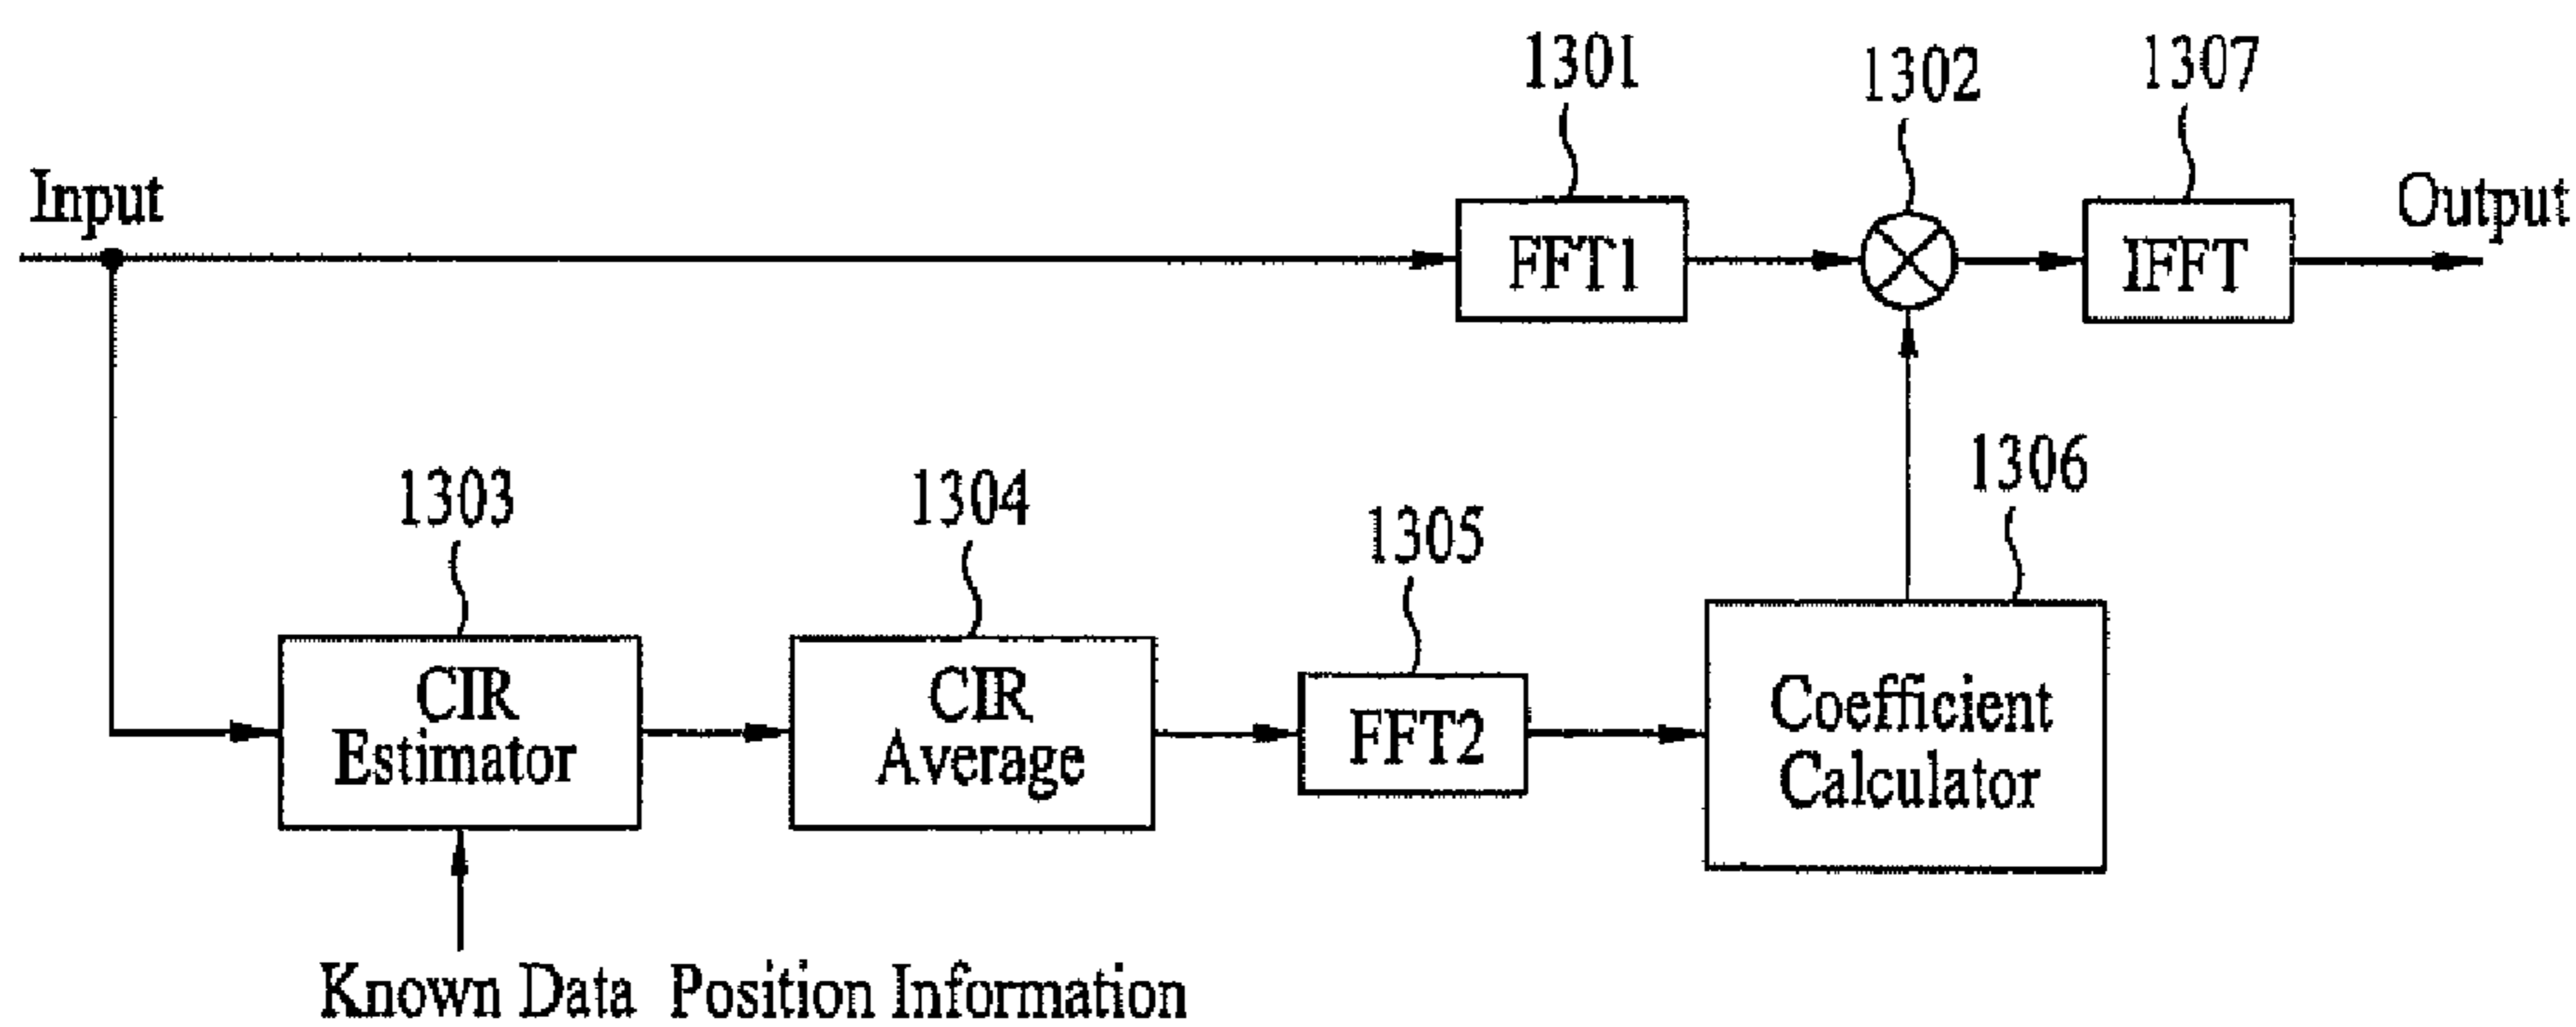 1301
1302
1307
Input
Output
FFT1
IFFT
1303
1304
1305
1306
CIR
Estimator
CIR
Average
FFT2
Coefficient
Calculator
Known Data Position Information